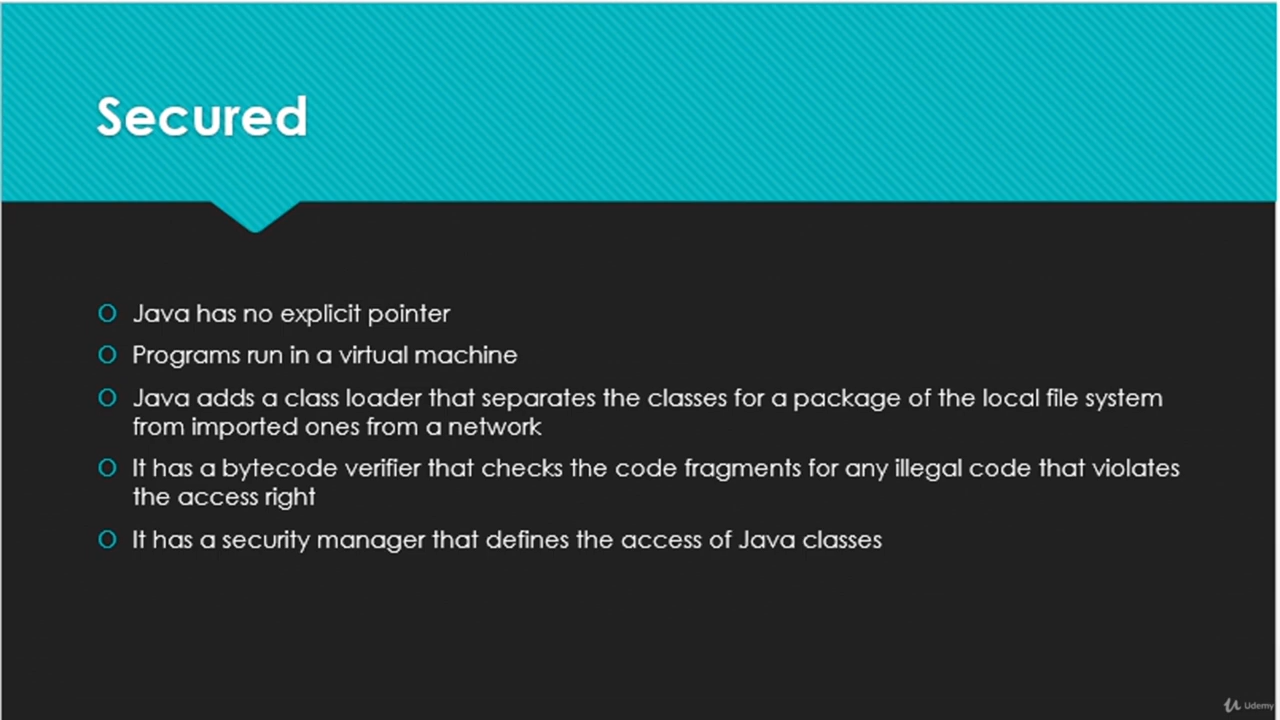 Secured
O Java has no explicit pointer
O Programs run in a virtual machine
O Java adds a class loader that separates the classes for a package of the local file system
from imported ones from a network
O It has a bytecode verifier that checks the code fragments for any illegal code that violates
the access right
O It has a security manager that defines the access of Java classes
Udemy